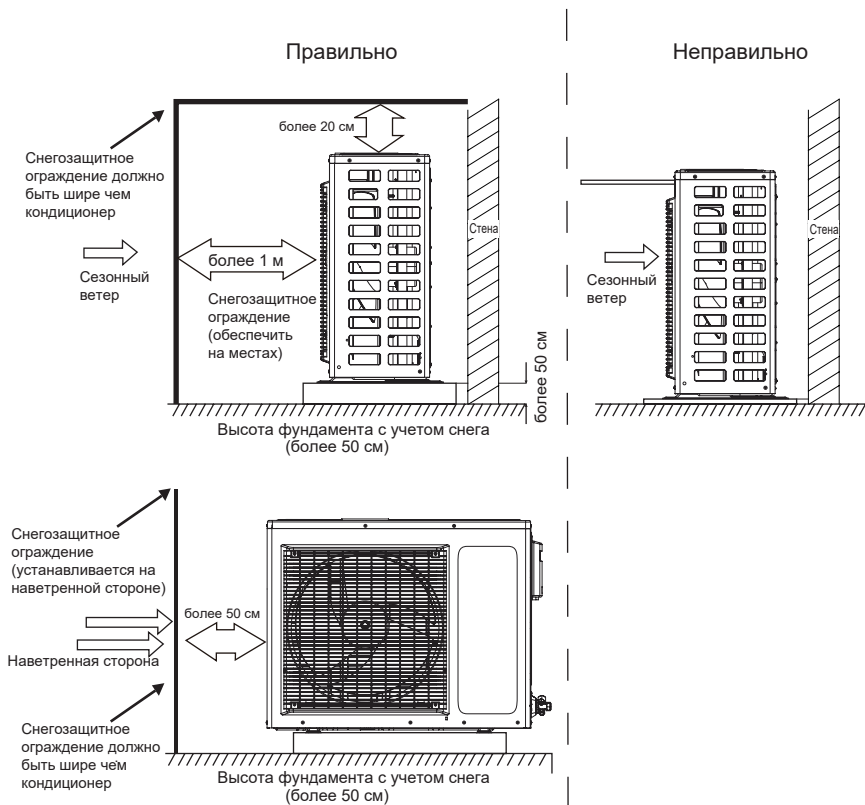 Правильно
Неправильно
более 20 см
Снегозащитное
ограждение должно
быть шире чем
кондиционер
Стена
Стена
более 1 м
Сезонный
ветер
Снегозащитное
ограждение
(обеспечить
на местах)
Сезонный
ветер
более 50 см
Высота фундамента с учетом снега
(более 50 см)
Снегозащитное
ограждение
(устанавливается на
наветренной стороне)
более 50 см
Наветренная сторона
Снегозащитное
ограждение должно
быть шире чем
кондиционер
Высота фундамента с учетом снега
(более 50 см)